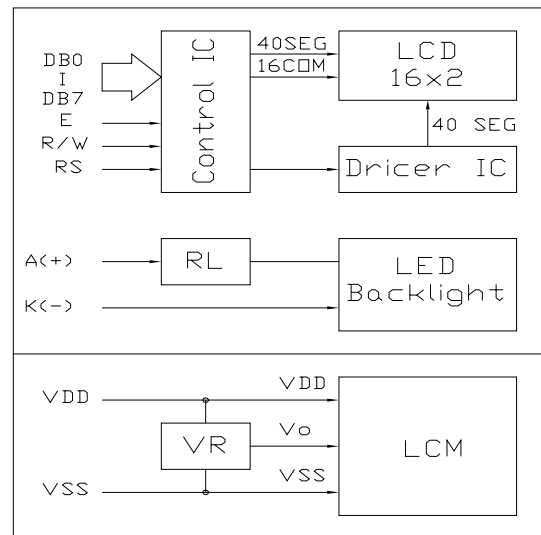 DB0
I
DB7
E
R/W
RS
Control IC
40SEG
16COM
LCD
16x2
40 SEG
Dricer IC
A(+)
RL
K(-)
LED
Backlight
VDD
VDD
VR
Vo
LCM
VSS
VSS